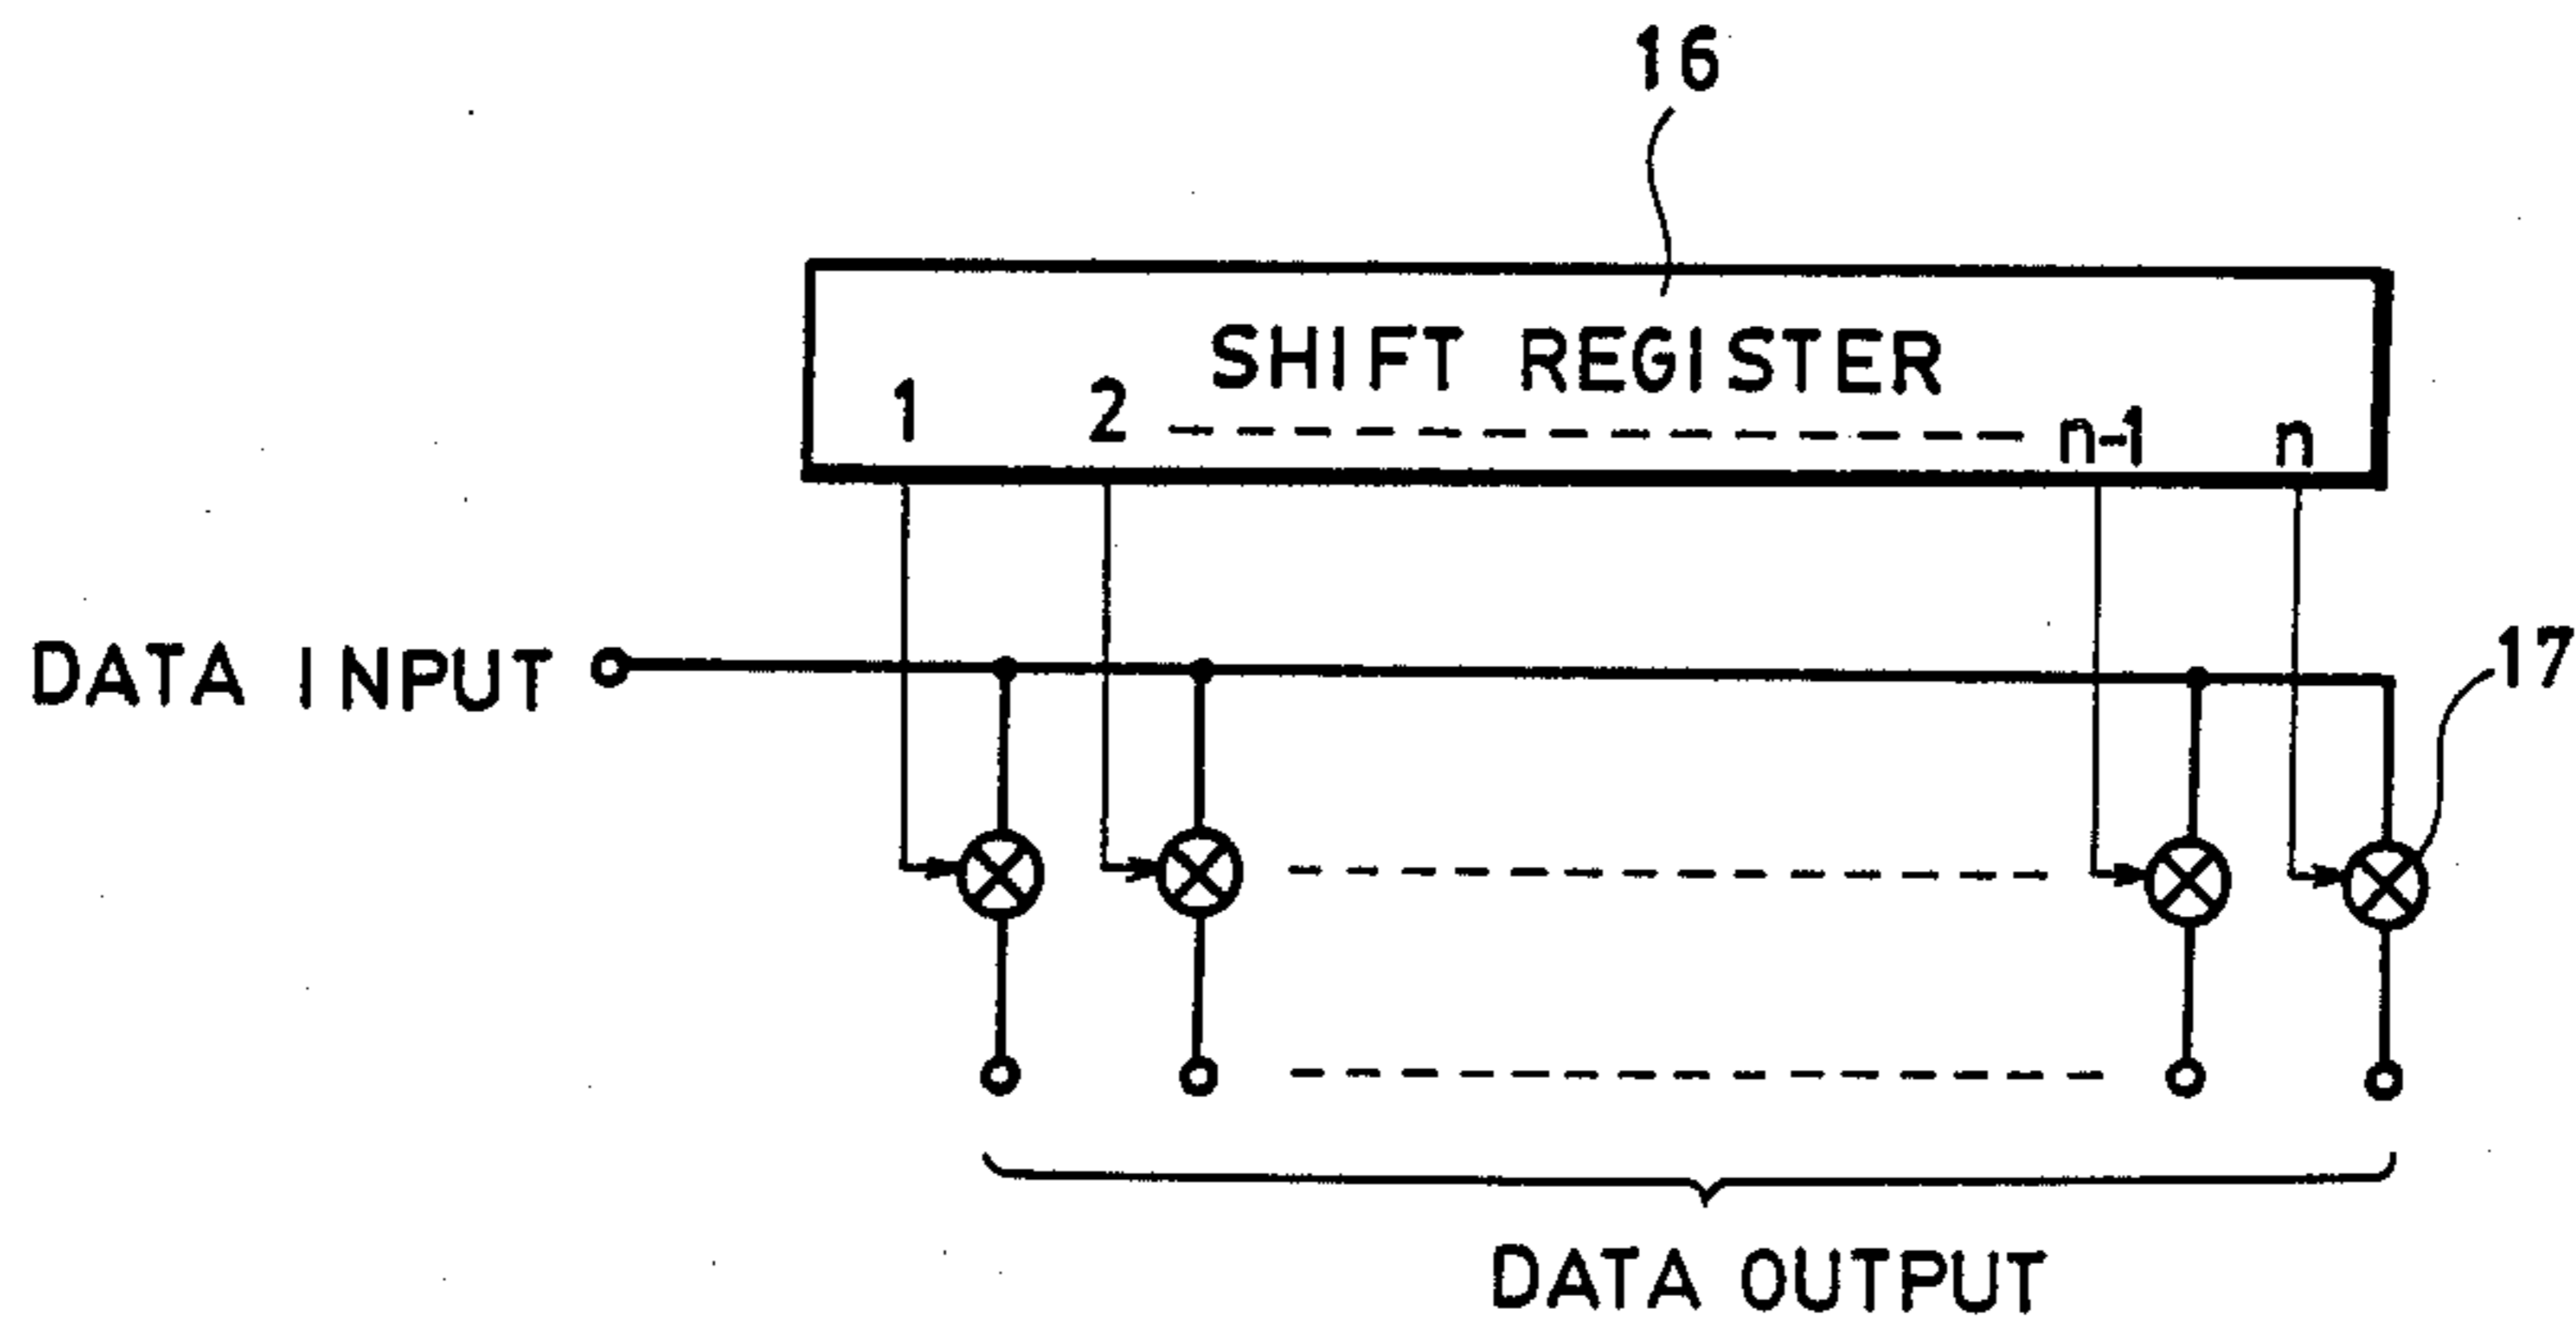 16
SHIFT REGISTER
1 2 n-1 n
DATA INPUT
17
DATA OUTPUT